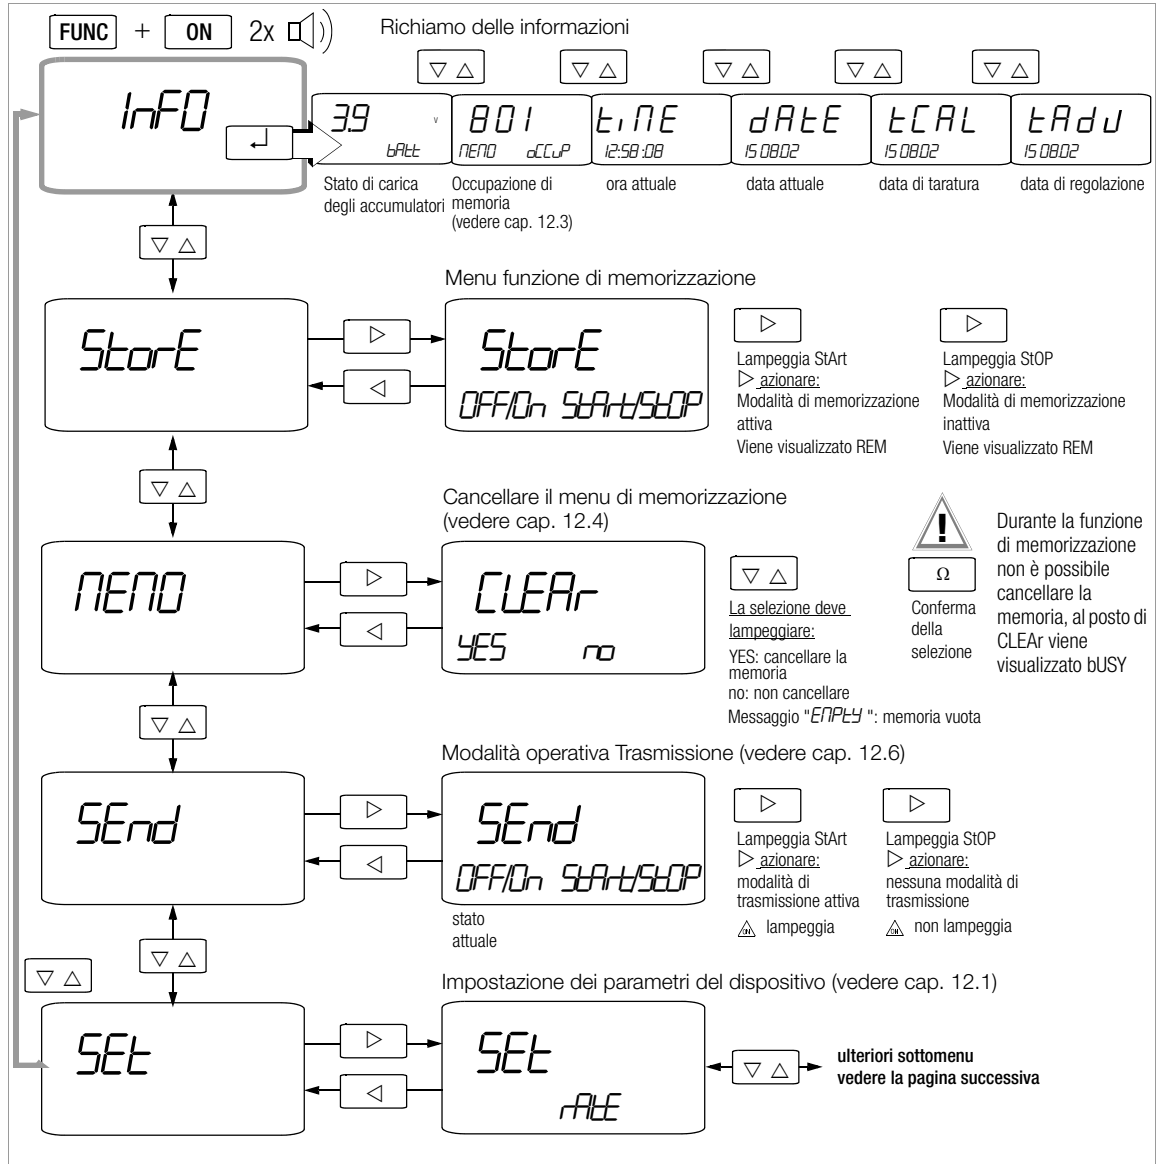 FUNC + ON 2x
Richiamo delle informazioni
InFO
3.9 V
bAtt
801
MEMO oCCuP
tiME
12:58:08
dAtE
15.08.02
tCAL
15.08.02
tAdJ
15.08.02
Stato di carica
degli accumulatori
Occupazione di
memoria
(vedere cap. 12.3)
ora attuale
data attuale
data di taratura
data di regolazione
Menu funzione di memorizzazione
StorE
StorE
OFF/On StArt/StOP
Lampeggia StArt
▷ azionare:
Modalità di memorizzazione
attiva
Viene visualizzato REM
Lampeggia StOP
▷ azionare:
Modalità di memorizzazione
inattiva
Viene visualizzato REM
Cancellare il menu di memorizzazione
(vedere cap. 12.4)
MEMO
CLEAr
YES no
La selezione deve
lampeggiare:
YES: cancellare la
memoria
no: non cancellare
Messaggio "EMPtY ": memoria vuota
!
Ω
Conferma
della
selezione
Durante la funzione
di memorizzazione
non è possibile
cancellare la
memoria, al posto di
CLEAr viene
visualizzato bUSY
Modalità operativa Trasmissione (vedere cap. 12.6)
SEnd
SEnd
OFF/On StArt/StOP
stato
attuale
Lampeggia StArt
▷ azionare:
modalità di
trasmissione attiva
ON lampeggia
Lampeggia StOP
▷ azionare:
nessuna modalità di
trasmissione
ON non lampeggia
Impostazione dei parametri del dispositivo (vedere cap. 12.1)
SEt
SEt
rAtE
ulteriori sottomenu
vedere la pagina successiva